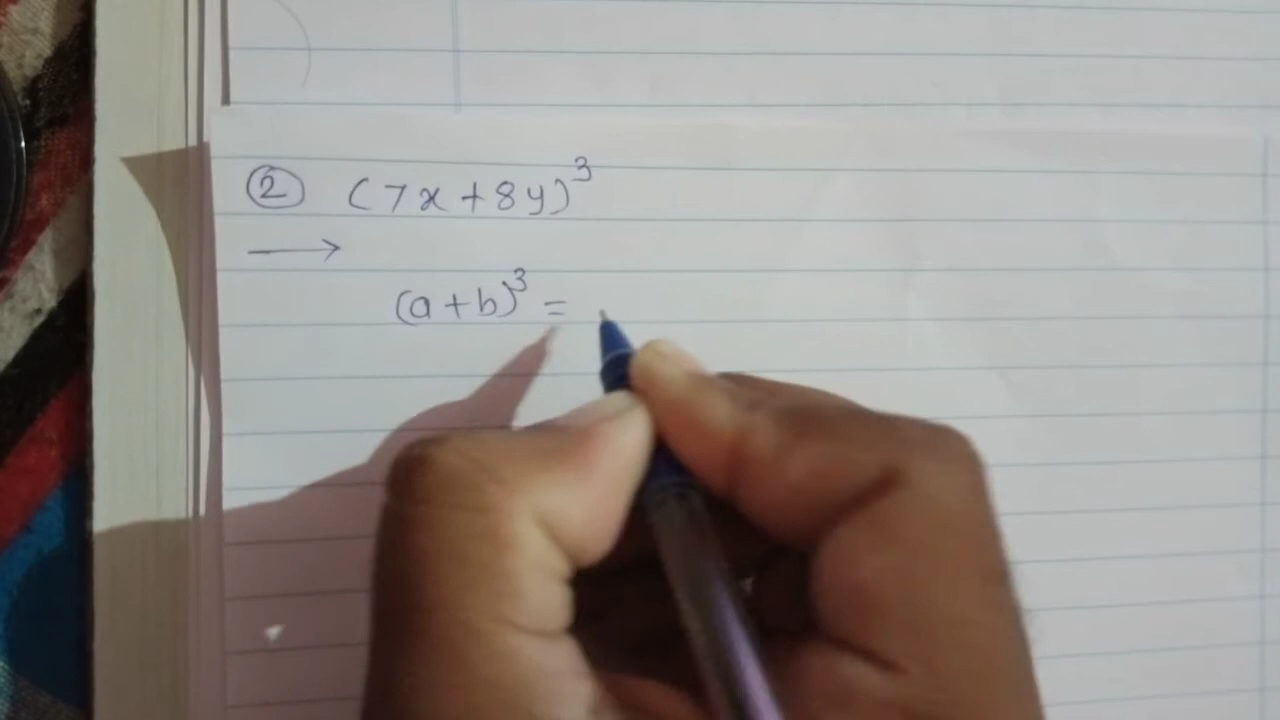 ② (7x+8y)³
→
(a+b)³ =